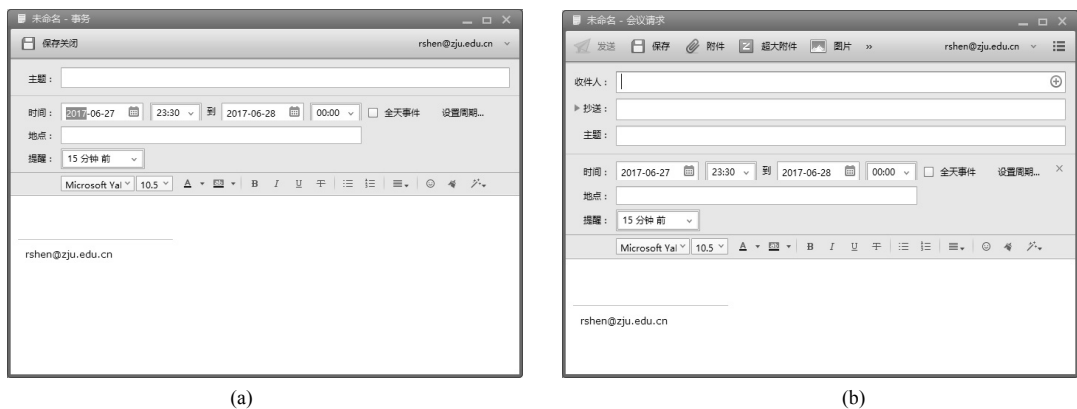 未命名 - 事务
保存关闭 rshen@zju.edu.cn
主题：
时间： 2017-06-27 23:30 到 2017-06-28 00:00 全天事件 设置周期...
地点：
提醒： 15 分钟 前
Microsoft Yal 10.5 A B I U
rshen@zju.edu.cn
(a)
未命名 - 会议请求
发送 保存 附件 超大附件 图片 » rshen@zju.edu.cn
收件人：
抄送：
主题：
时间： 2017-06-27 23:30 到 2017-06-28 00:00 全天事件 设置周期...
地点：
提醒： 15 分钟 前
Microsoft Yal 10.5 A B I U
rshen@zju.edu.cn
(b)